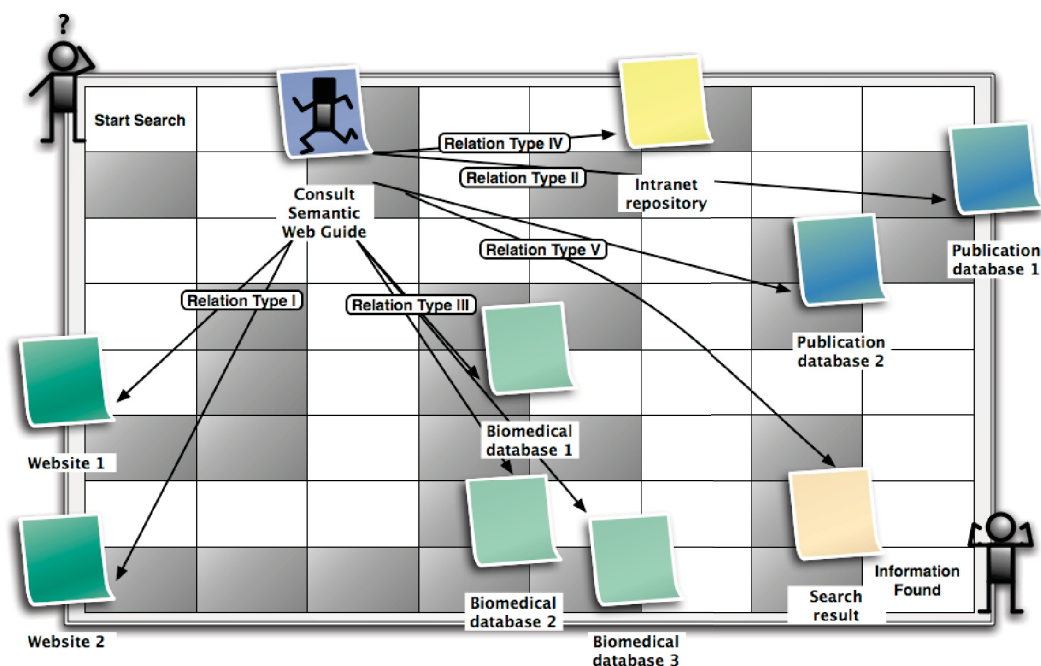 ?
Start Search
Relation Type IV
Relation Type II
Intranet
repository
Consult
Semantic
Web Guide
Relation Type V
Publication
database 1
Relation Type I
Relation Type III
Publication
database 2
Biomedical
database 1
Website 1
Information
Found
Search
result
Biomedical
database 2
Website 2
Biomedical
database 3